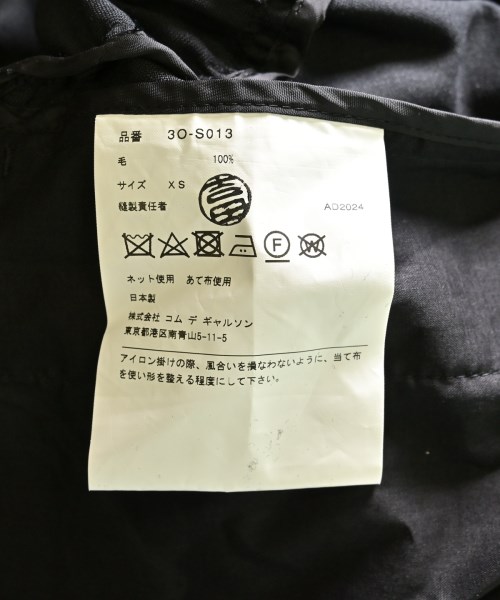 品番 3O-S013
毛 100%
サイズ XS
縫製責任者 吉田 AD2024
F W
ネット使用 あて布使用
日本製
株式会社 コム デ ギャルソン
東京都港区南青山5-11-5
アイロン掛けの際、風合いを損なわないように、当て布
を使い形を整える程度にして下さい。